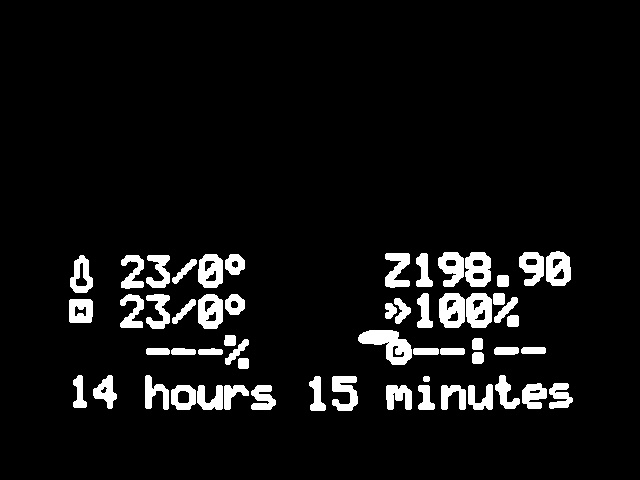 23/0° Z198.90
23/0° »100%
---% --:--
14 hours 15 minutes